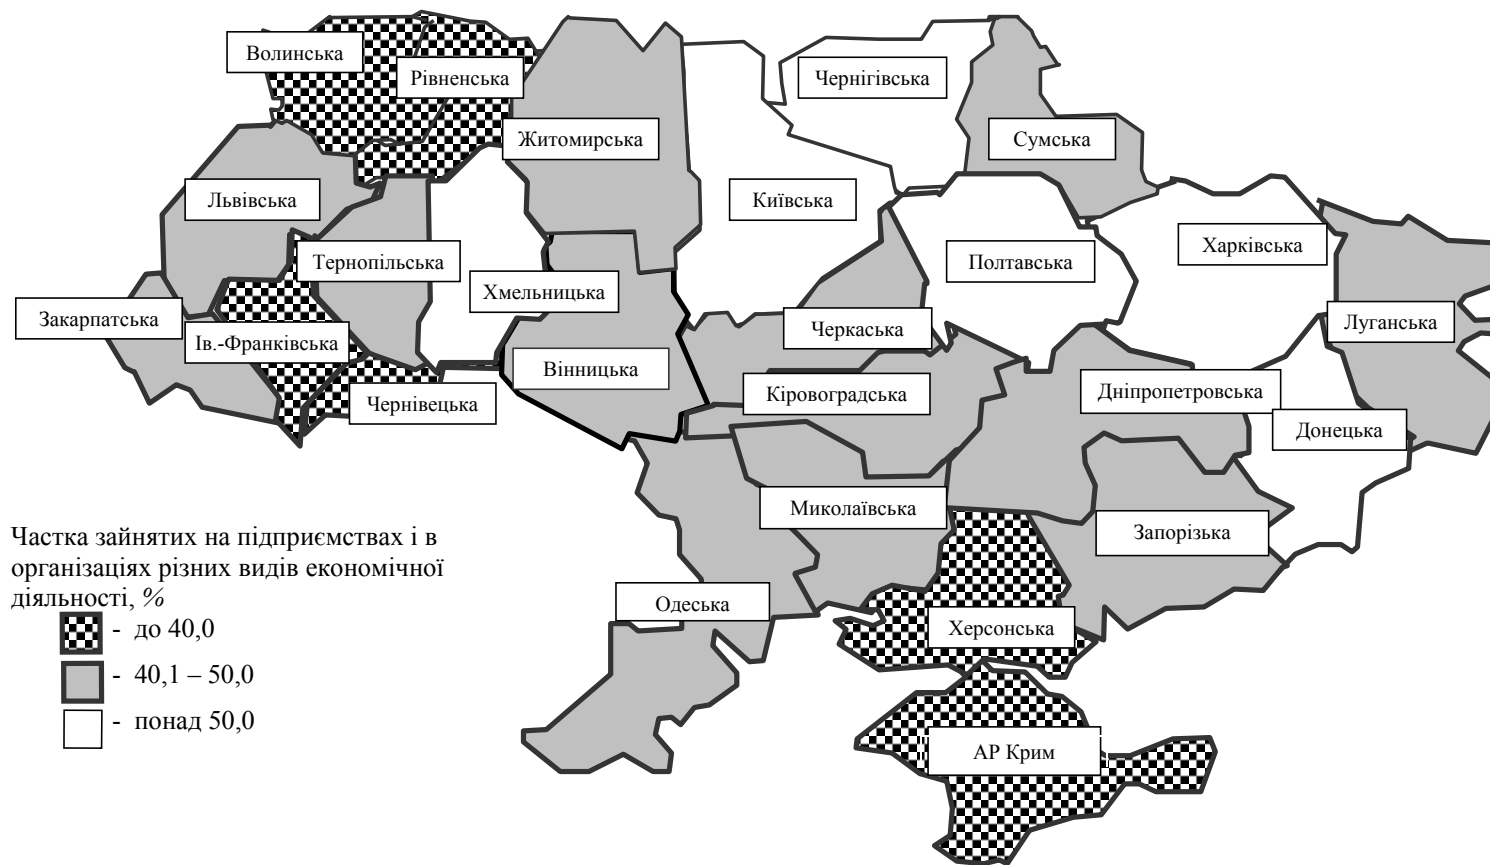 Волинська
Рівненська
Чернігівська
Житомирська
Сумська
Львівська
Київська
Тернопільська
Полтавська
Харківська
Хмельницька
Закарпатська
Ів.-Франківська
Черкаська
Луганська
Вінницька
Чернівецька
Кіровоградська
Дніпропетровська
Донецька
Миколаївська
Запорізька
Одеська
Херсонська
АР Крим
Частка зайнятих на підприємствах і в
організаціях різних видів економічної
діяльності, %
- до 40,0
- 40,1 – 50,0
- понад 50,0